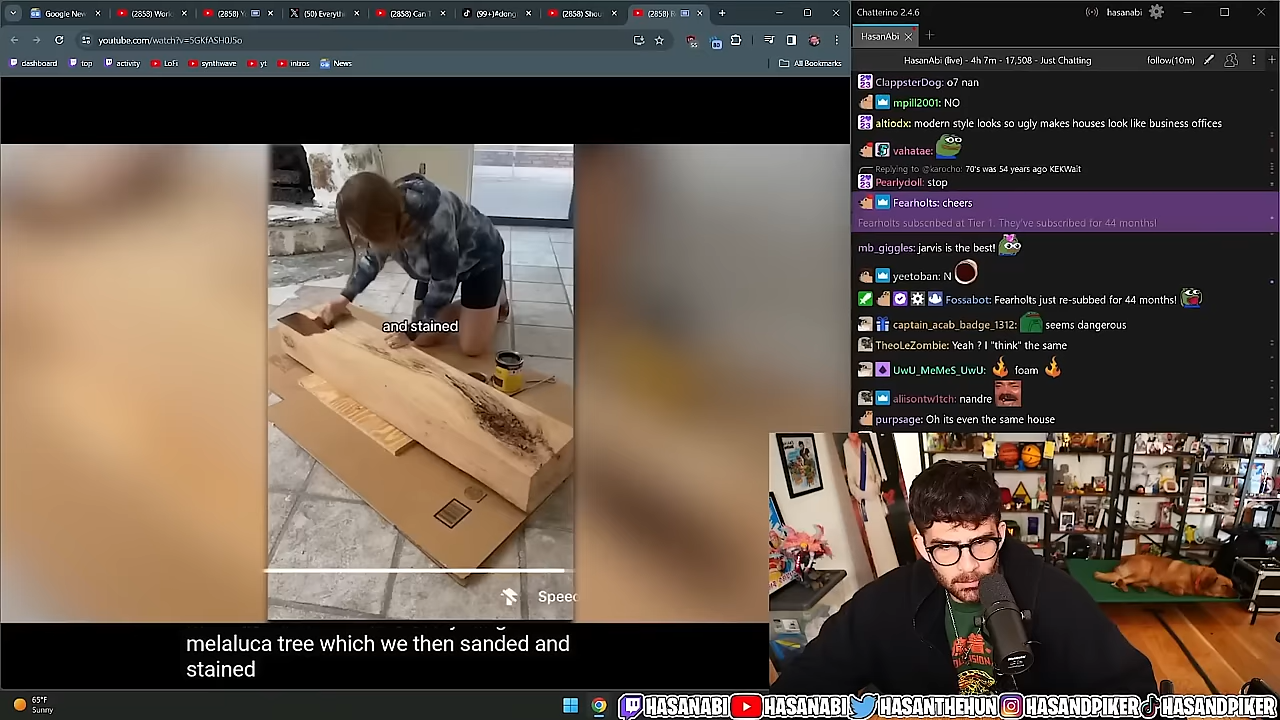 Google New
(2858) Work
(2858) Y
(50) Everyth
(2858) Can T
(99+) Adong
(2858) Shou
(2858) R
youtube.com/watch?v=5GKfASH0J5o
dashboard
top
activity
LoFi
synthwave
yt
intros
News
All Bookmarks
and stained
Speed
melaluca tree which we then sanded and
stained
65°F
Sunny
Chatterino 2.4.6
hasanabi
HasanAbi
HasanAbi (live) - 4h 7m - 17,508 - Just Chatting
follow(10m)
ClappsterDog: o7 nan
mpill2001: NO
altiodx: modern style looks so ugly makes houses look like business offices
vahatae:
Replying to @karocho: 70's was 54 years ago KEKWait
Pearlydoll: stop
Fearholts: cheers
Fearholts subscribed at Tier 1. They've subscribed for 44 months!
mb_giggles: jarvis is the best!
yeetoban: N
Fossabot: Fearholts just re-subbed for 44 months!
captain_acab_badge_1312: seems dangerous
TheoLeZombie: Yeah ? I "think" the same
UwU_MeMeS_UwU: foam
aliisontw1tch: nandre
purpsage: Oh its even the same house
HASANABI
HASANABI
HASANTHEHUN
HASANDPIKER
HASANDPIKER